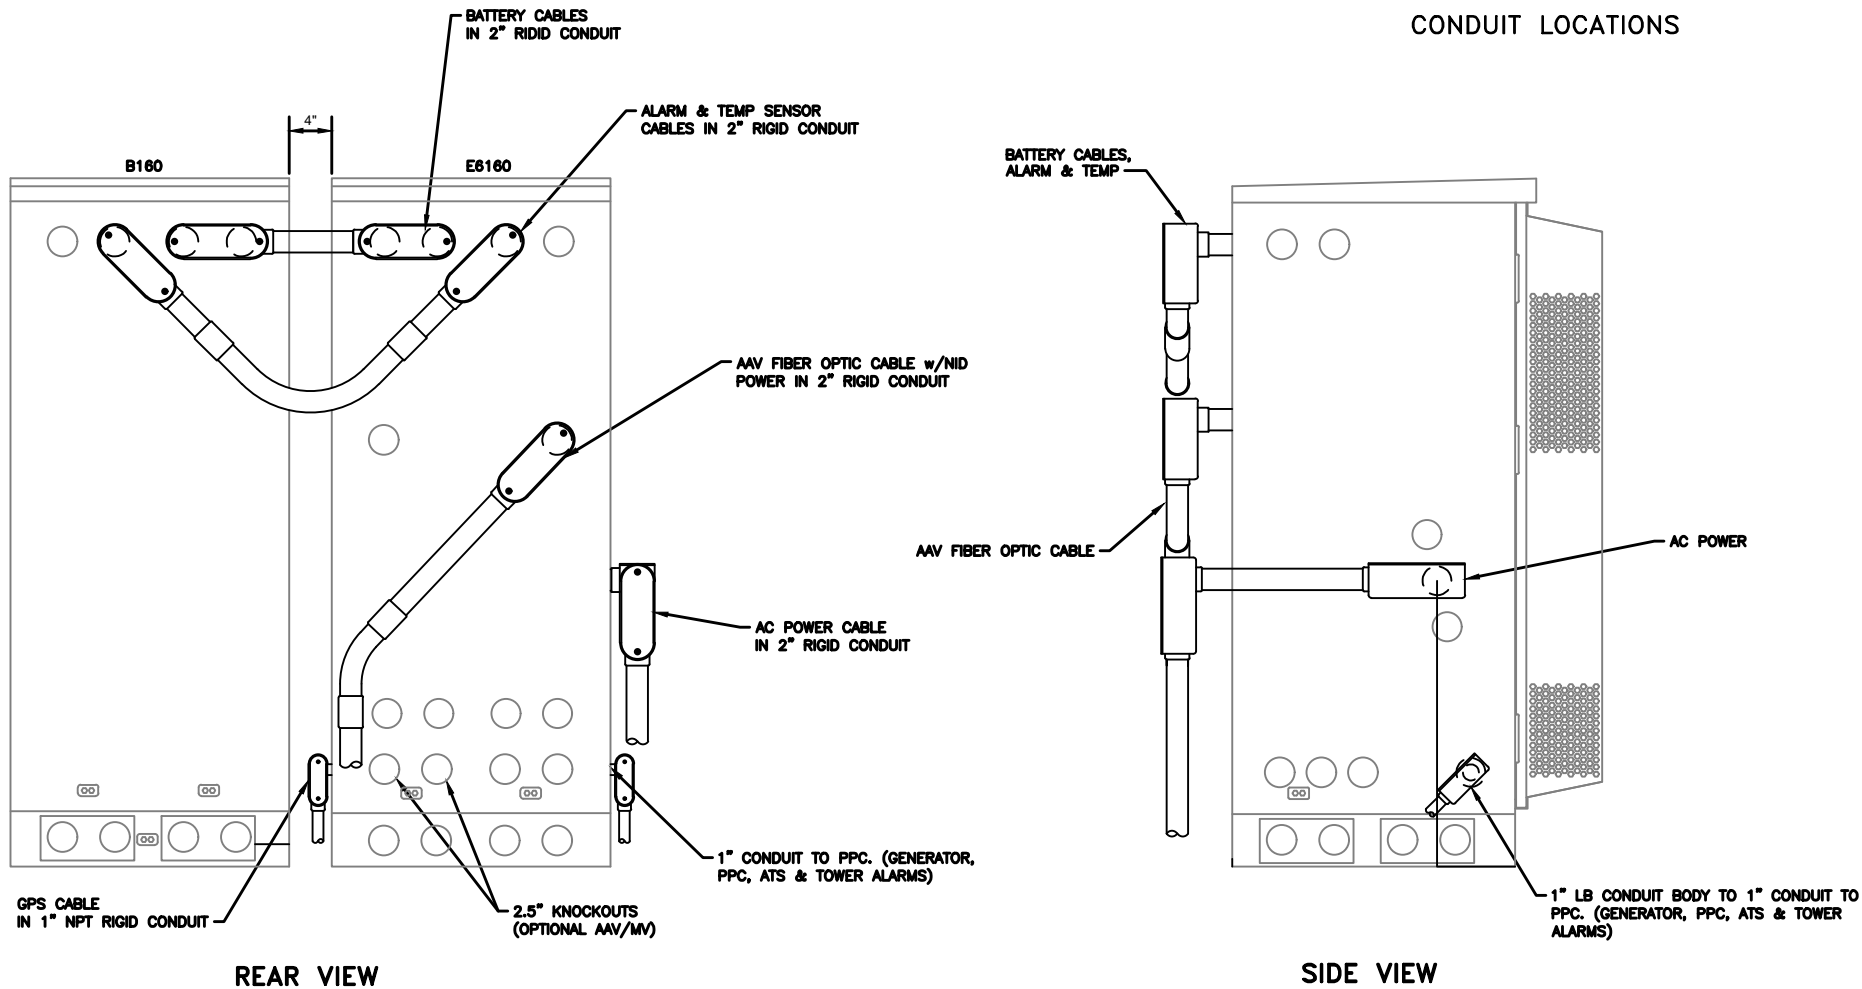 CONDUIT LOCATIONS
BATTERY CABLES
IN 2" RIDID CONDUIT
ALARM & TEMP SENSOR
CABLES IN 2" RIGID CONDUIT
4"
B160
E6160
AAV FIBER OPTIC CABLE w/NID
POWER IN 2" RIGID CONDUIT
AC POWER CABLE
IN 2" RIGID CONDUIT
1" CONDUIT TO PPC. (GENERATOR,
PPC, ATS & TOWER ALARMS)
2.5" KNOCKOUTS
(OPTIONAL AAV/MV)
GPS CABLE
IN 1" NPT RIGID CONDUIT
REAR VIEW
BATTERY CABLES,
ALARM & TEMP
AAV FIBER OPTIC CABLE
AC POWER
1" LB CONDUIT BODY TO 1" CONDUIT TO
PPC. (GENERATOR, PPC, ATS & TOWER
ALARMS)
SIDE VIEW